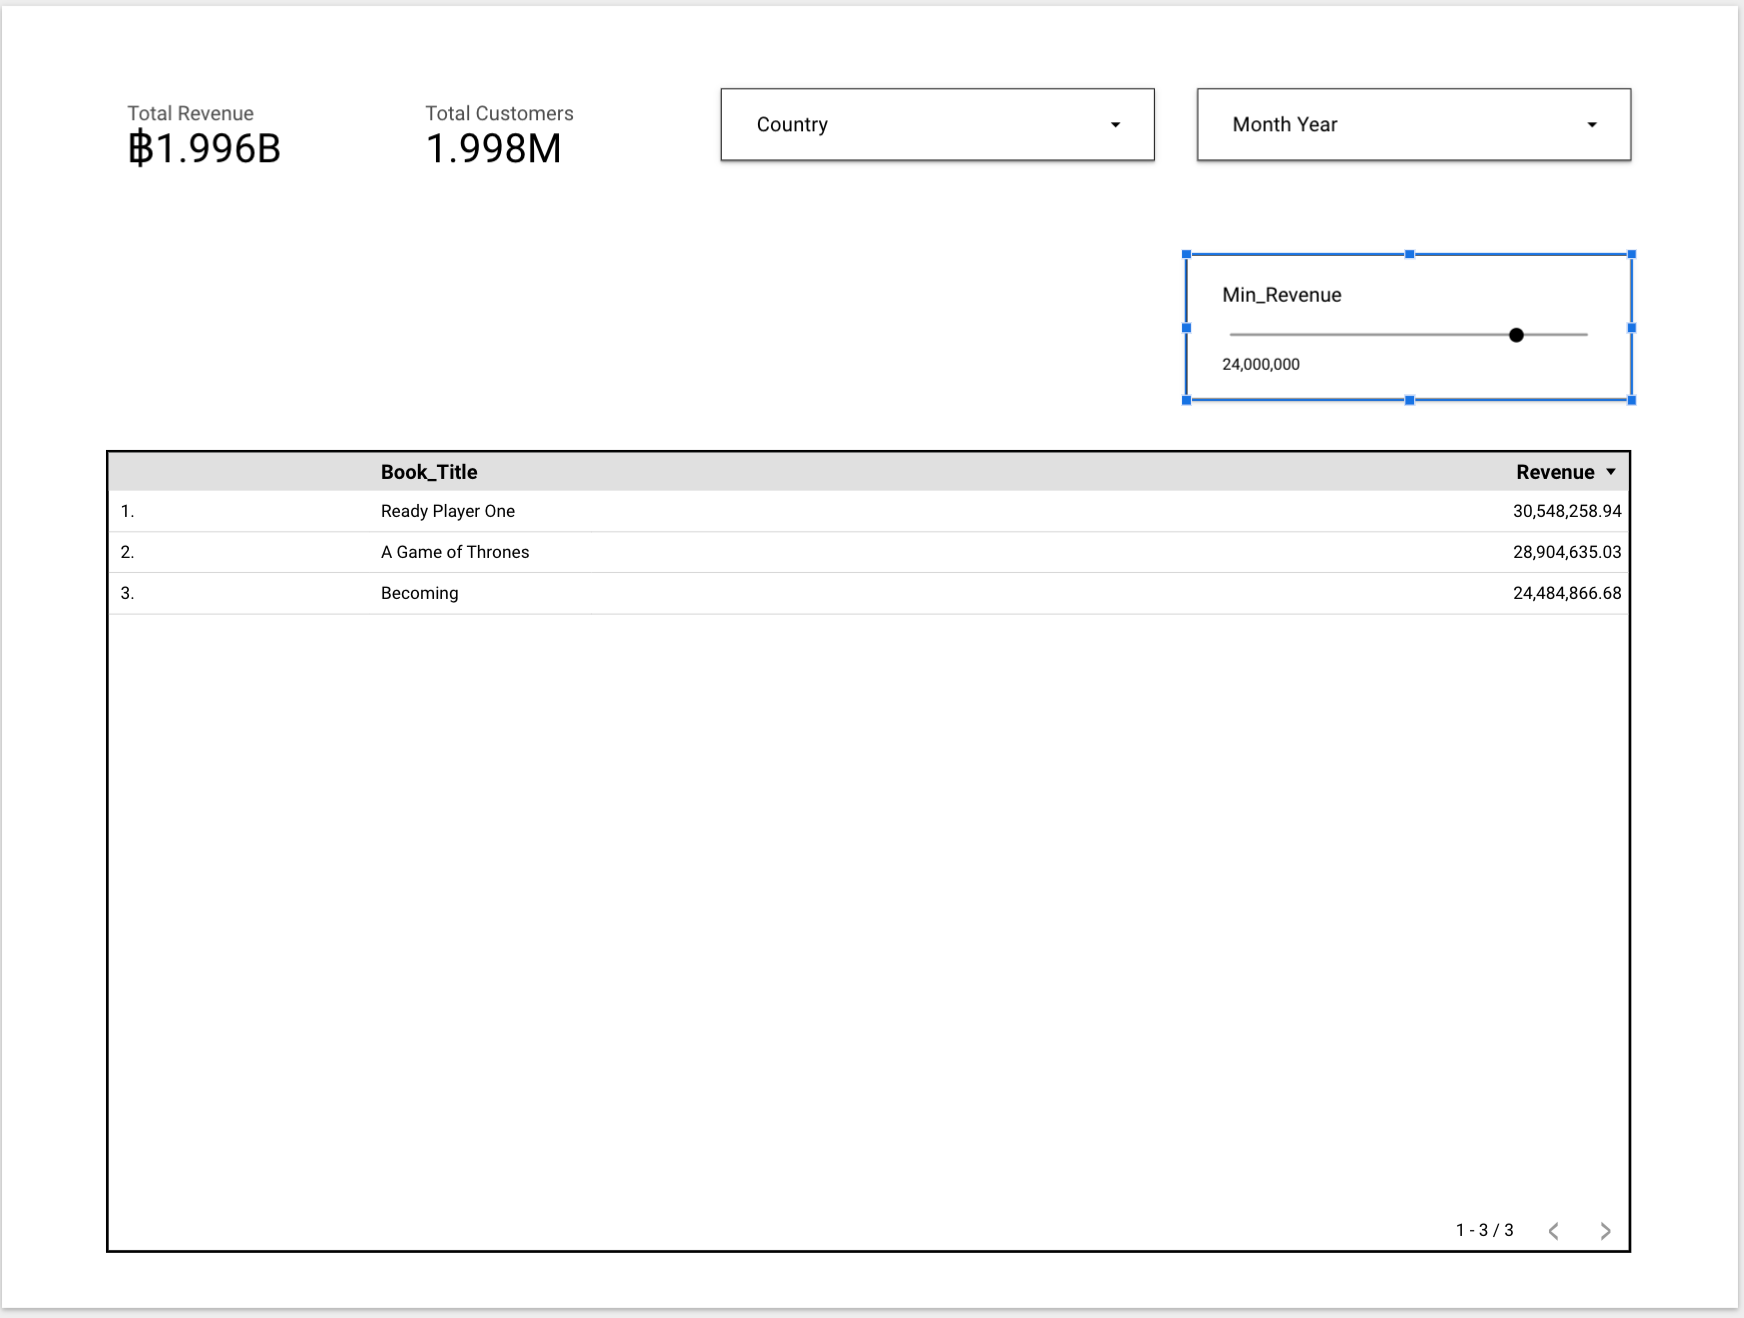 Total Revenue
฿1.996B
Total Customers
1.998M
Country
Month Year
Min_Revenue
24,000,000
Book_Title Revenue
1. Ready Player One 30,548,258.94
2. A Game of Thrones 28,904,635.03
3. Becoming 24,484,866.68
1 - 3 / 3